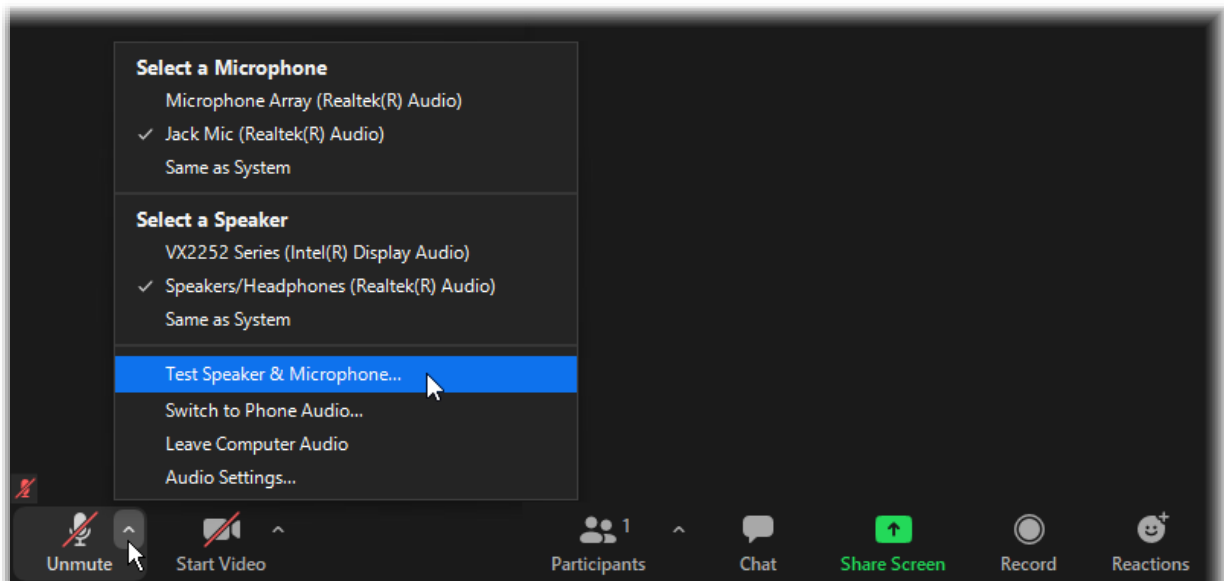 Select a Microphone
Microphone Array (Realtek(R) Audio)
Jack Mic (Realtek(R) Audio)
Same as System
Select a Speaker
VX2252 Series (Intel(R) Display Audio)
Speakers/Headphones (Realtek(R) Audio)
Same as System
Test Speaker & Microphone...
Switch to Phone Audio...
Leave Computer Audio
Audio Settings...
1
Unmute Start Video Participants Chat Share Screen Record Reactions